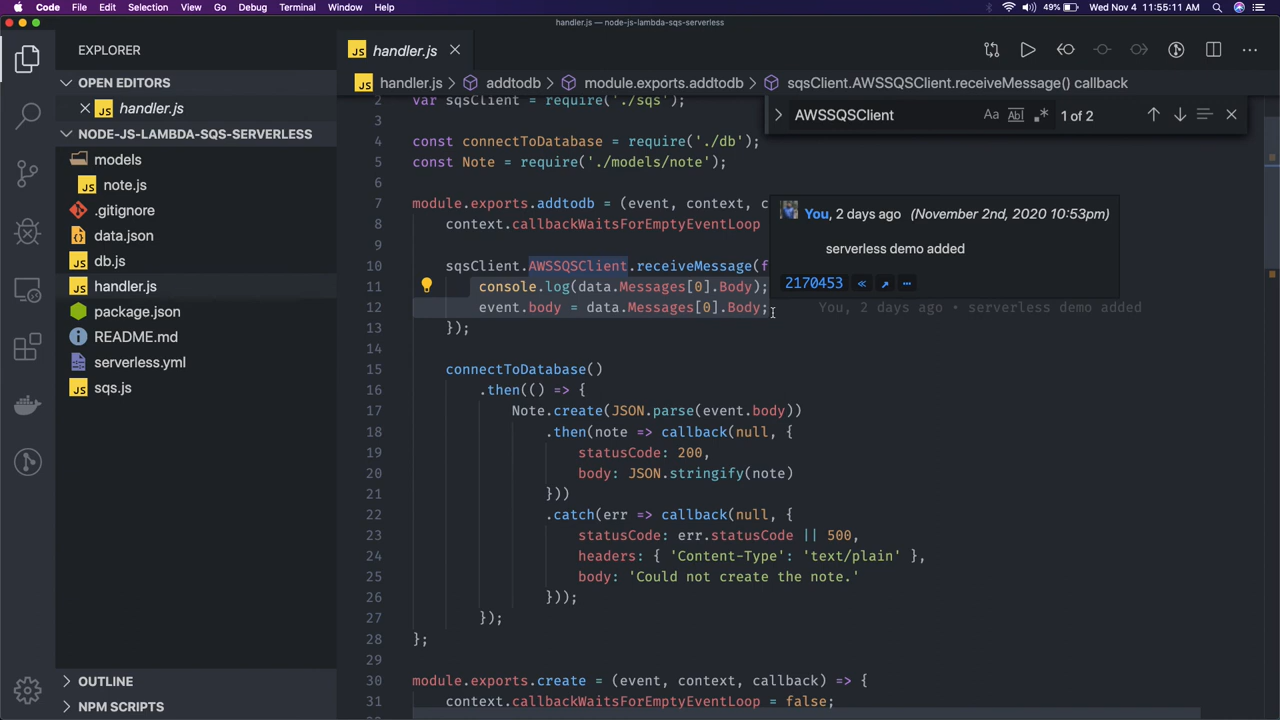 Code File Edit Selection View Go Debug Terminal Window Help 49% Wed Nov 4 11:55:11 AM
handler.js — node-js-lambda-sqs-serverless
EXPLORER
OPEN EDITORS
JS handler.js
NODE-JS-LAMBDA-SQS-SERVERLESS
models
JS note.js
.gitignore
{..} data.json
JS db.js
JS handler.js
package.json
README.md
serverless.yml
JS sqs.js
OUTLINE
NPM SCRIPTS
JS handler.js
JS handler.js > addtodb > module.exports.addtodb > sqsClient.AWSSQSClient.receiveMessage() callback
AWSSQSClient Aa Abl .* 1 of 2
2 var sqsClient = require('./sqs');
3
4 const connectToDatabase = require('./db');
5 const Note = require('./models/note');
6
7 module.exports.addtodb = (event, context, c
8 context.callbackWaitsForEmptyEventLoop
9
10 sqsClient.AWSSQSClient.receiveMessage(f
11 console.log(data.Messages[0].Body);
12 event.body = data.Messages[0].Body; You, 2 days ago • serverless demo added
13 });
14
15 connectToDatabase()
16 .then(() => {
17 Note.create(JSON.parse(event.body))
18 .then(note => callback(null, {
19 statusCode: 200,
20 body: JSON.stringify(note)
21 }))
22 .catch(err => callback(null, {
23 statusCode: err.statusCode || 500,
24 headers: { 'Content-Type': 'text/plain' },
25 body: 'Could not create the note.'
26 }));
27 });
28 };
29
30 module.exports.create = (event, context, callback) => {
31 context.callbackWaitsForEmptyEventLoop = false;
You, 2 days ago (November 2nd, 2020 10:53pm)
serverless demo added
2170453